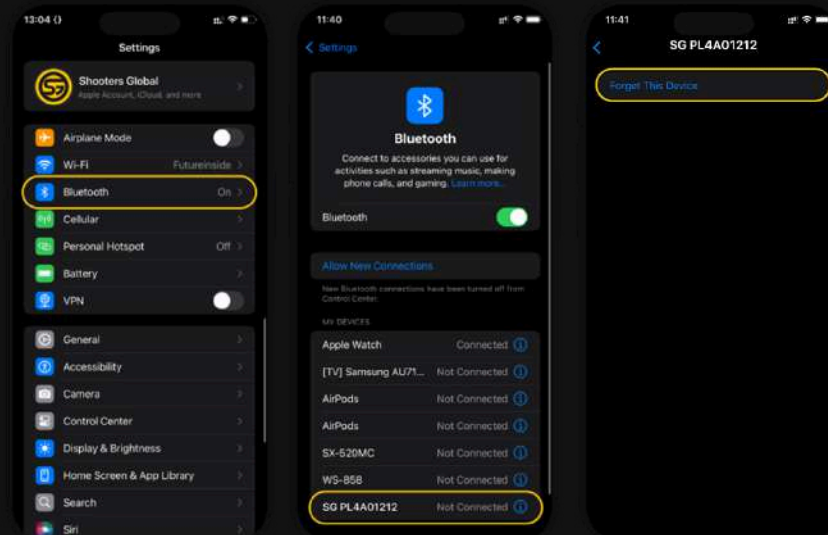 13:04
Settings
Shooters Global
Apple Account, iCloud, and more
Airplane Mode
Wi-Fi Futureinside
Bluetooth On
Cellular
Personal Hotspot Off
Battery
VPN
General
Accessibility
Camera
Control Center
Display & Brightness
Home Screen & App Library
Search
Siri
11:40
Settings
Bluetooth
Connect to accessories you can use for
activities such as streaming music, making
phone calls, and gaming. Learn more...
Bluetooth
Allow New Connections
New Bluetooth connections have been turned off from
Control Center.
MY DEVICES
Apple Watch Connected
[TV] Samsung AU71... Not Connected
AirPods Not Connected
AirPods Not Connected
SX-520MC Not Connected
WS-858 Not Connected
SG PL4A01212 Not Connected
11:41
SG PL4A01212
Forget This Device